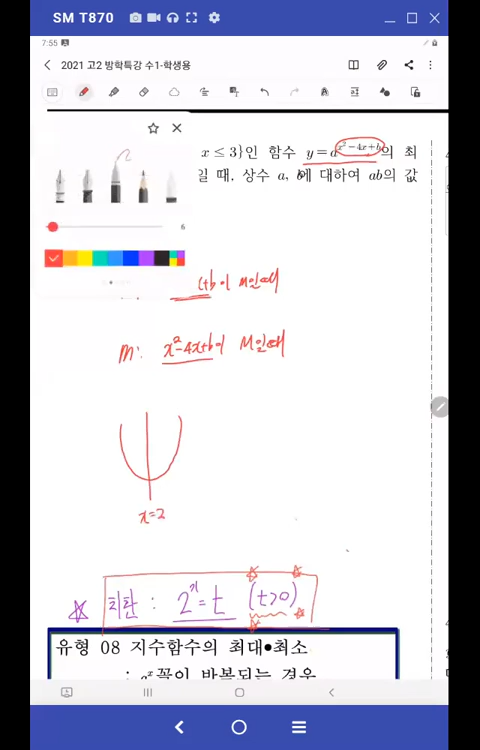 SM T870
7:55
2021 고2 방학특강 수1-학생용
x ≤ 3}인 함수 y=a^{x²-4x+b}의 최
일 때, 상수 a, b에 대하여 ab의 값
6
+b이 m일때
m: x²-4x+b이 M일때
x=2
치환 : 2^x=t (t>0)
유형 08 지수함수의 최대•최소
: a^x꼴이 반복되는 경우